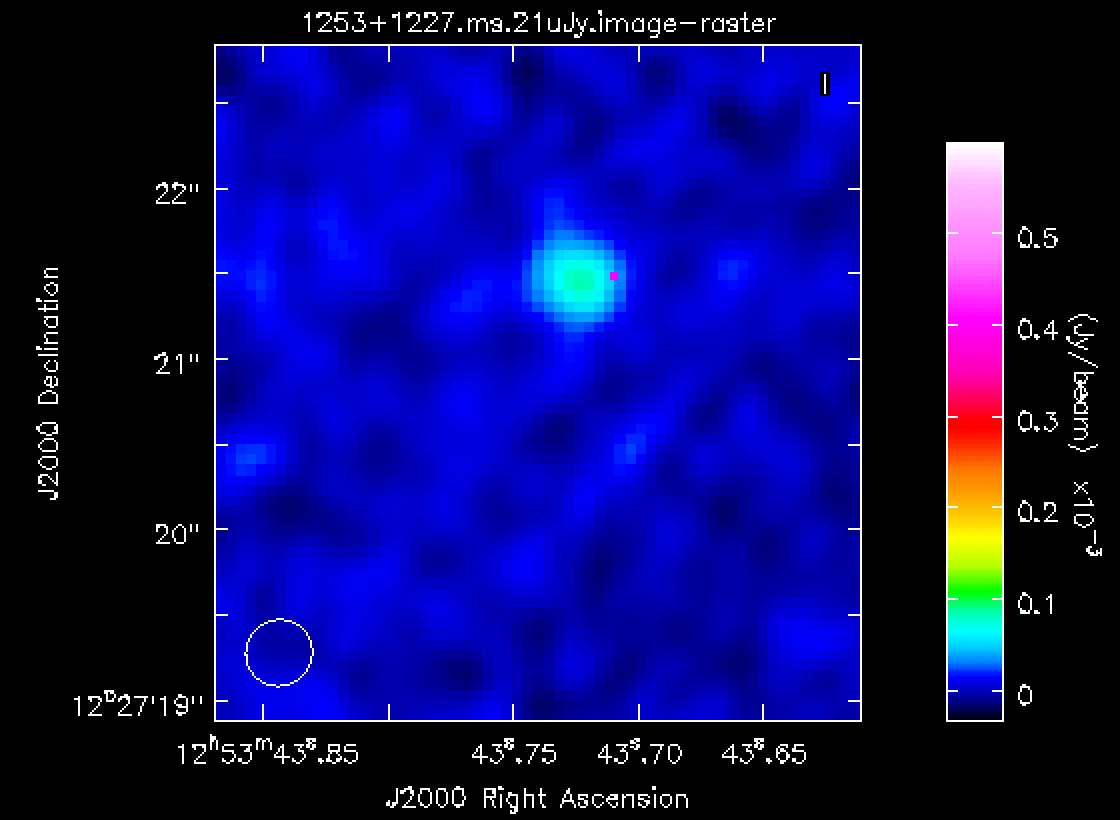 1253+1227.ms.21uJy.image-raster
I
22"
21"
20"
12ᴰ27'19"
J2000 Declination
12ʰ53ᵐ43ˢ.85
43ˢ.75
43ˢ.70
43ˢ.65
J2000 Right Ascension
0.5
0.4
0.3
0.2
0.1
0
(Jy/beam) x10⁻³